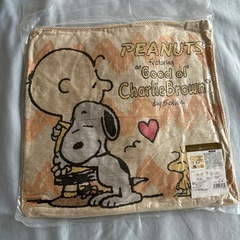 PEANUTS
featuring
"Good ol'
Charlie Brown"
by Schulz